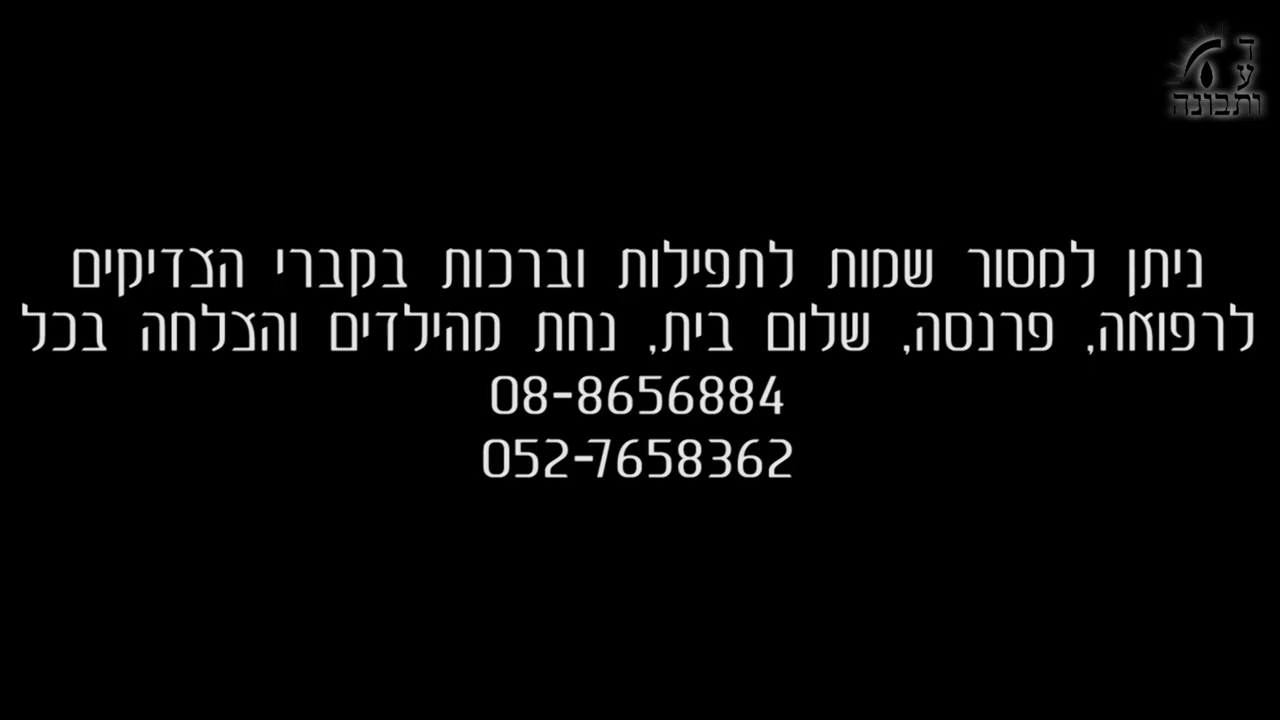 ד
ע
ותבונה
ניתן למסור שמות לתפילות וברכות בקברי הצדיקים
לרפואה, פרנסה, שלום בית, נחת מהילדים והצלחה בכל
08-8656884
052-7658362